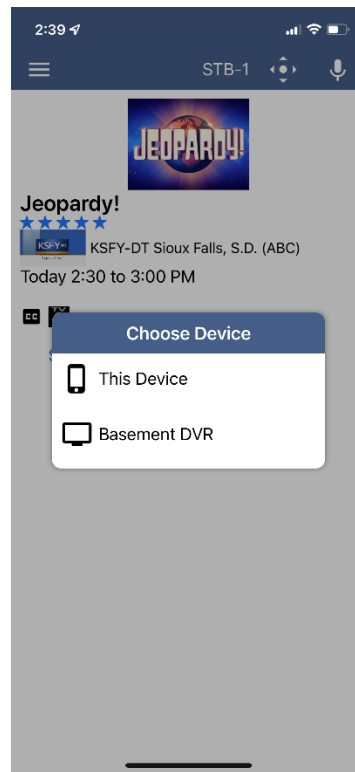 2:39
STB-1
JEOPARDY!
Jeopardy!
KSFY
KSFY-DT Sioux Falls, S.D. (ABC)
Today 2:30 to 3:00 PM
CC
Choose Device
This Device
Basement DVR